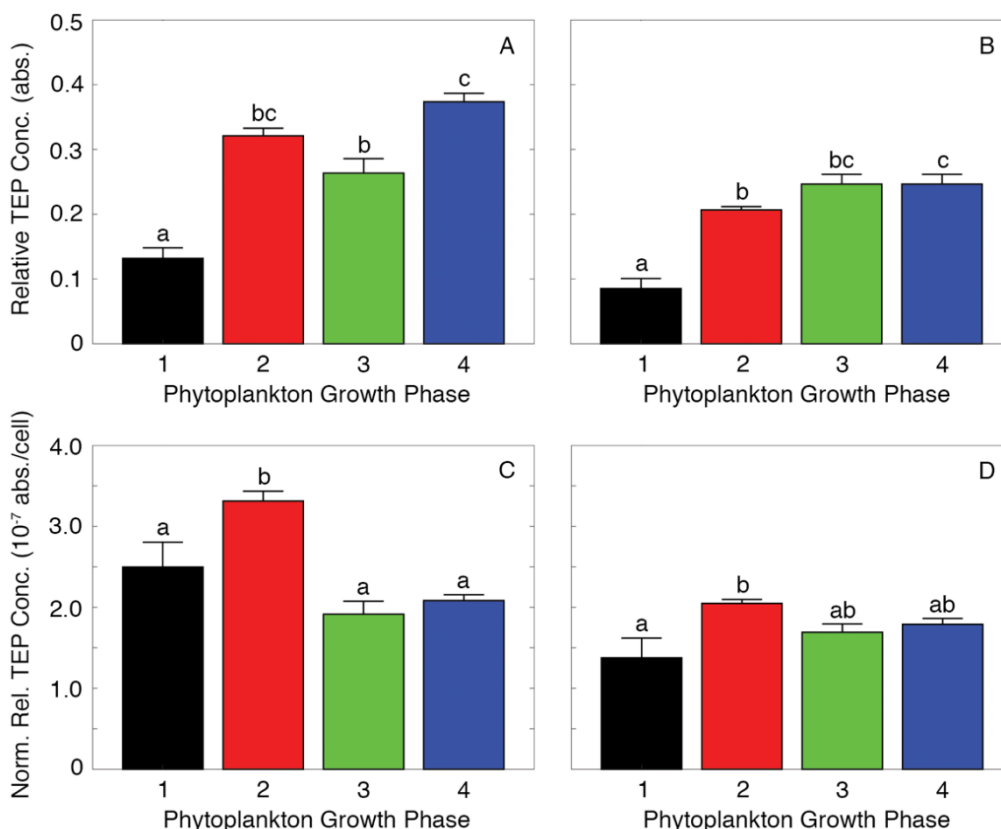 0.5
0.4
0.3
0.2
0.1
0
Relative TEP Conc. (abs.)
A
a
bc
b
c
1 2 3 4
Phytoplankton Growth Phase
B
a
b
bc
c
1 2 3 4
Phytoplankton Growth Phase
4.0
3.0
2.0
1.0
0
Norm. Rel. TEP Conc. (10⁻⁷ abs./cell)
C
a
b
a
a
1 2 3 4
Phytoplankton Growth Phase
D
a
b
ab
ab
1 2 3 4
Phytoplankton Growth Phase